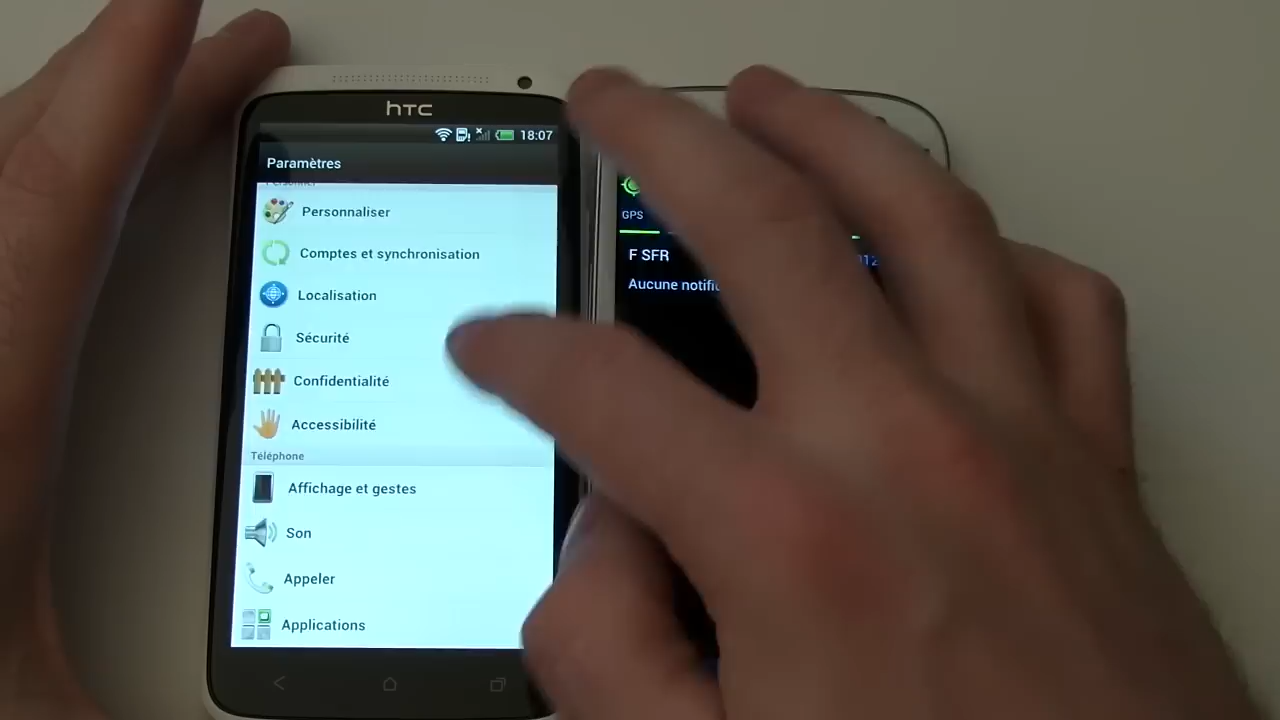 hTC
18:07
Paramètres
Personnel
Personnaliser
Comptes et synchronisation
Localisation
Sécurité
Confidentialité
Accessibilité
Téléphone
Affichage et gestes
Son
Appeler
Applications
GPS
F SFR
Aucune notifi